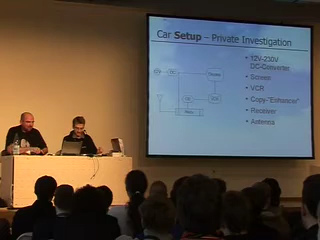 Car Setup – Private Investigation
12V-230V
DC-Converter
Screen
VCR
Copy-"Enhancer"
Receiver
Antenna